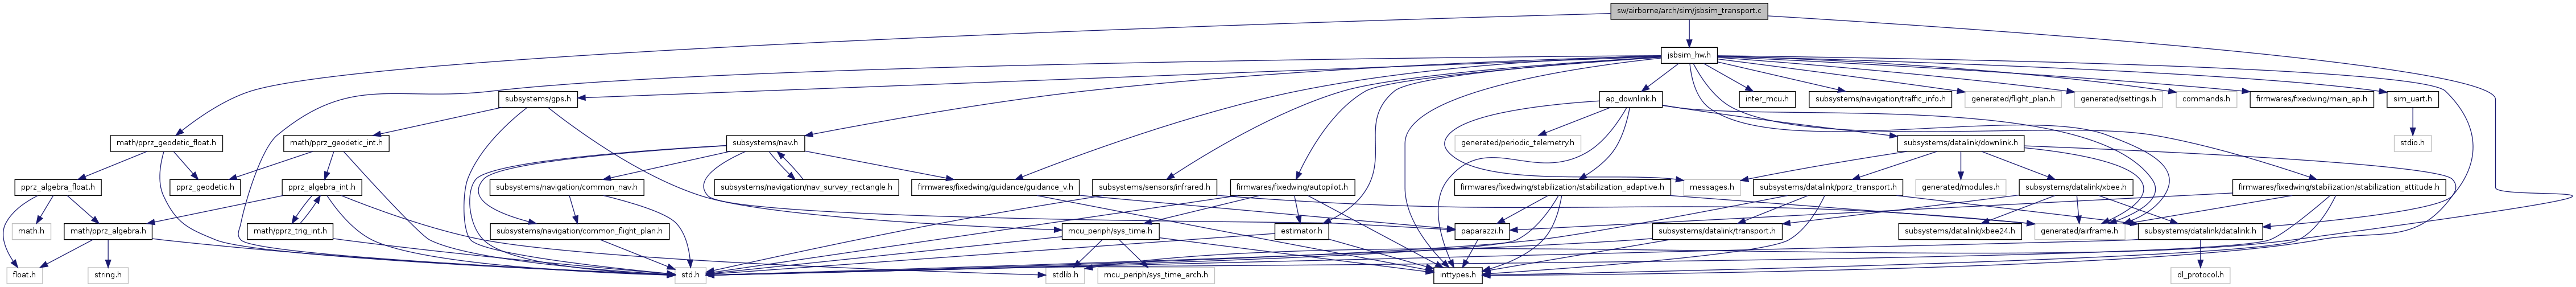 sw/airborne/arch/sim/jsbsim_transport.c
jsbsim_hw.h
subsystems/gps.h
ap_downlink.h
inter_mcu.h
subsystems/navigation/traffic_info.h
generated/flight_plan.h
generated/settings.h
commands.h
firmwares/fixedwing/main_ap.h
sim_uart.h
math/pprz_geodetic_float.h
math/pprz_geodetic_int.h
subsystems/nav.h
generated/periodic_telemetry.h
subsystems/datalink/downlink.h
stdio.h
pprz_algebra_float.h
pprz_geodetic.h
pprz_algebra_int.h
subsystems/navigation/common_nav.h
subsystems/navigation/nav_survey_rectangle.h
firmwares/fixedwing/guidance/guidance_v.h
subsystems/sensors/infrared.h
firmwares/fixedwing/autopilot.h
firmwares/fixedwing/stabilization/stabilization_adaptive.h
messages.h
subsystems/datalink/pprz_transport.h
generated/modules.h
subsystems/datalink/xbee.h
firmwares/fixedwing/stabilization/stabilization_attitude.h
math.h
math/pprz_algebra.h
math/pprz_trig_int.h
subsystems/navigation/common_flight_plan.h
mcu_periph/sys_time.h
estimator.h
paparazzi.h
subsystems/datalink/transport.h
subsystems/datalink/xbee24.h
generated/airframe.h
subsystems/datalink/datalink.h
float.h
string.h
std.h
stdlib.h
mcu_periph/sys_time_arch.h
inttypes.h
dl_protocol.h